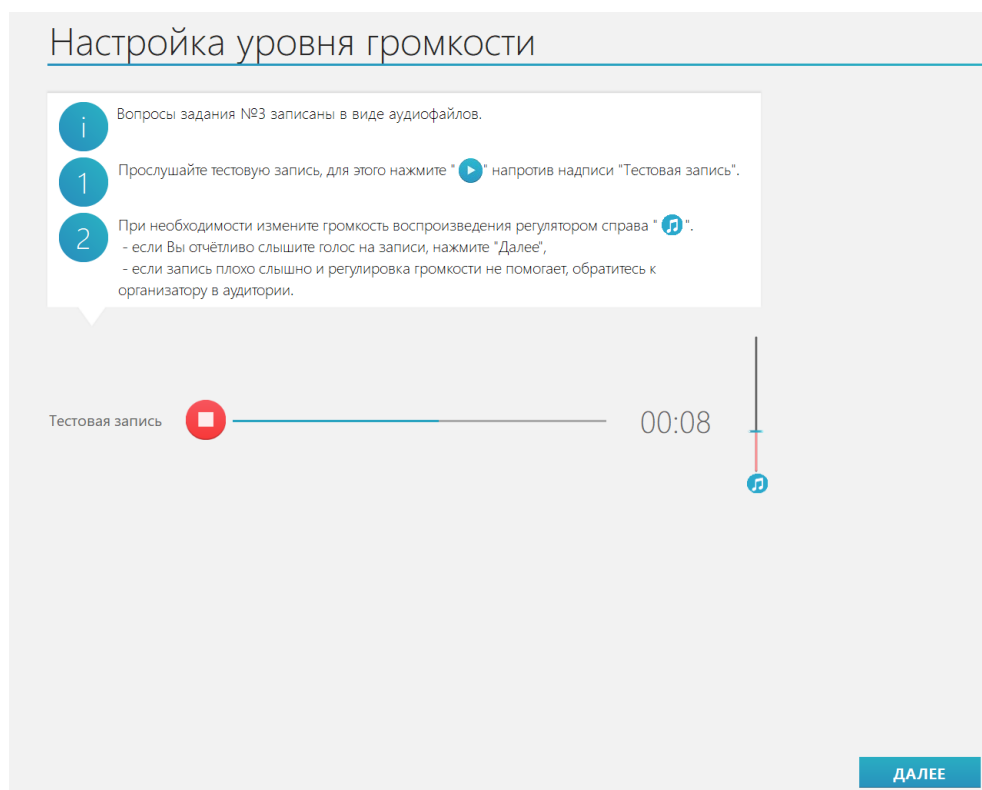 Настройка уровня громкости
i Вопросы задания №3 записаны в виде аудиофайлов.
1 Прослушайте тестовую запись, для этого нажмите " " напротив надписи "Тестовая запись".
2 При необходимости измените громкость воспроизведения регулятором справа " ".
- если Вы отчётливо слышите голос на записи, нажмите "Далее",
- если запись плохо слышно и регулировка громкости не помогает, обратитесь к
организатору в аудитории.
Тестовая запись 00:08
ДАЛЕЕ